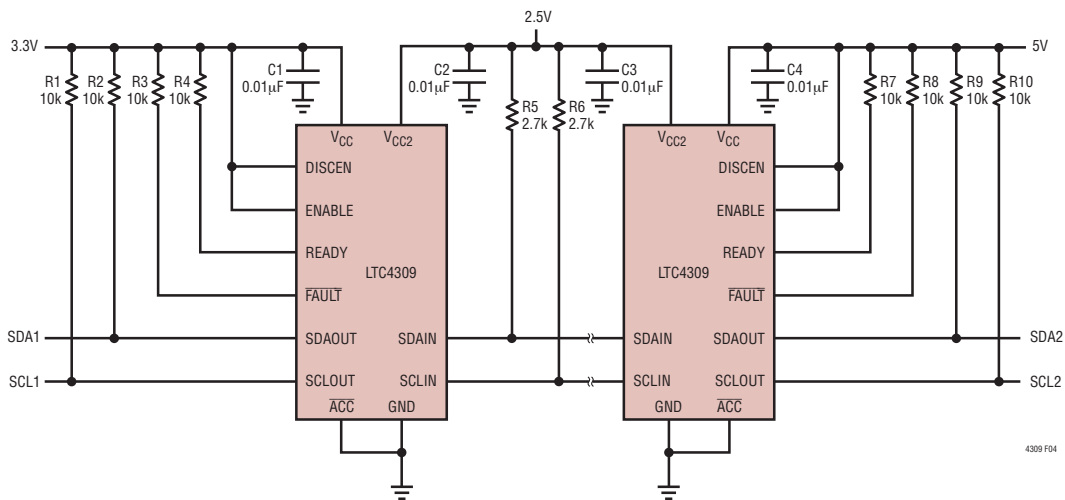 2.5V
3.3V
5V
R1
10k
R2
10k
R3
10k
R4
10k
C1
0.01µF
C2
0.01µF
R5
2.7k
R6
2.7k
C3
0.01µF
C4
0.01µF
R7
10k
R8
10k
R9
10k
R10
10k
VCC
VCC2
DISCEN
ENABLE
READY
LTC4309
FAULT
SDAOUT
SDAIN
SCLOUT
SCLIN
ACC
GND
VCC2
VCC
DISCEN
ENABLE
READY
LTC4309
FAULT
SDAIN
SDAOUT
SCLIN
SCLOUT
GND
ACC
SDA1
SCL1
SDA2
SCL2
4309 F04